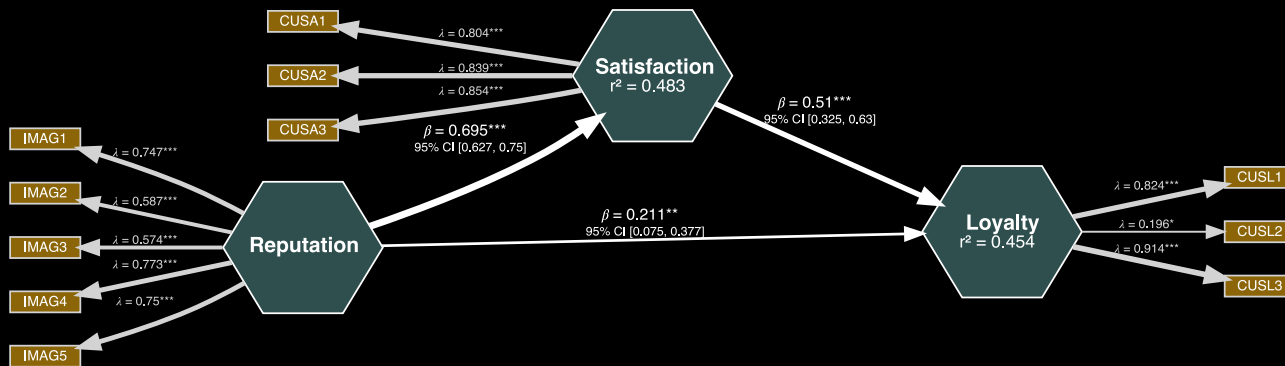 CUSA1
λ = 0.804***
CUSA2
λ = 0.839***
CUSA3
λ = 0.854***
Satisfaction
r² = 0.483
β = 0.51***
95% CI [0.325, 0.63]
β = 0.695***
95% CI [0.627, 0.75]
IMAG1
λ = 0.747***
IMAG2
λ = 0.587***
IMAG3
λ = 0.574***
IMAG4
λ = 0.773***
IMAG5
λ = 0.75***
Reputation
β = 0.211**
95% CI [0.075, 0.377]
Loyalty
r² = 0.454
λ = 0.824***
CUSL1
λ = 0.196*
CUSL2
λ = 0.914***
CUSL3